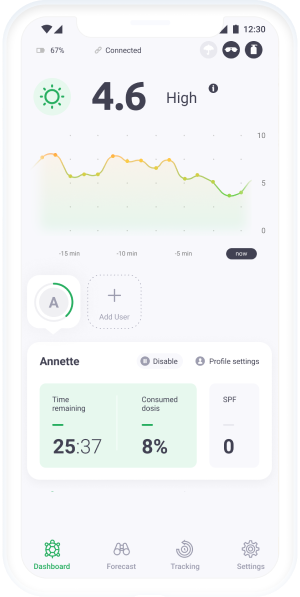 12:30
67% Connected
4.6 High i
10
5
0
-15 min -10 min -5 min now
A
Add User
Annette Disable Profile settings
Time remaining Consumed dosis SPF
25:37 8% 0
Dashboard Forecast Tracking Settings